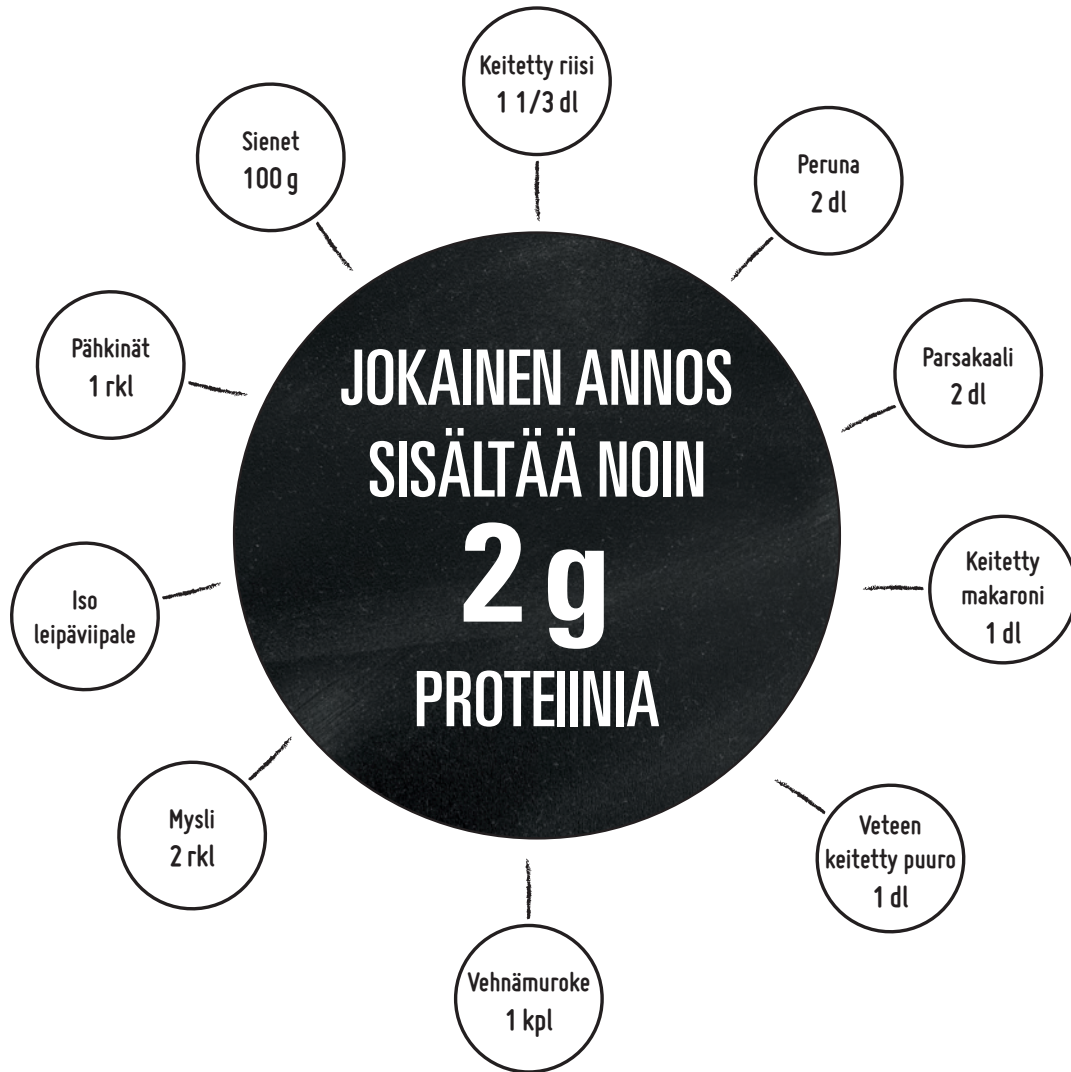 Keitetty riisi
1 1/3 dl
Sienet
100 g
Peruna
2 dl
Pähkinät
1 rkl
Parsakaali
2 dl
JOKAINEN ANNOS
SISÄLTÄÄ NOIN
2 g
PROTEIINIA
Iso
leipäviipale
Keitetty
makaroni
1 dl
Mysli
2 rkl
Veteen
keitetty puuro
1 dl
Vehnämuroke
1 kpl